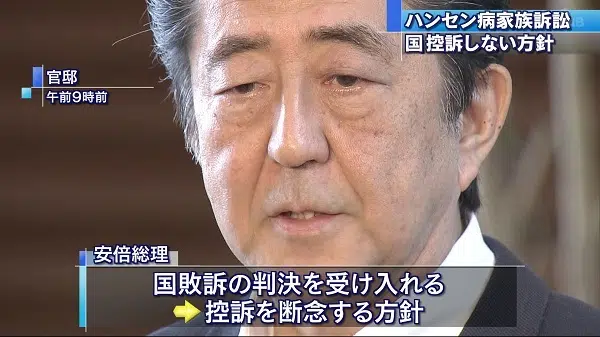 ハンセン病家族訴訟
国 控訴しない方針
官邸
午前9時前
安倍総理
国敗訴の判決を受け入れる
➡控訴を断念する方針